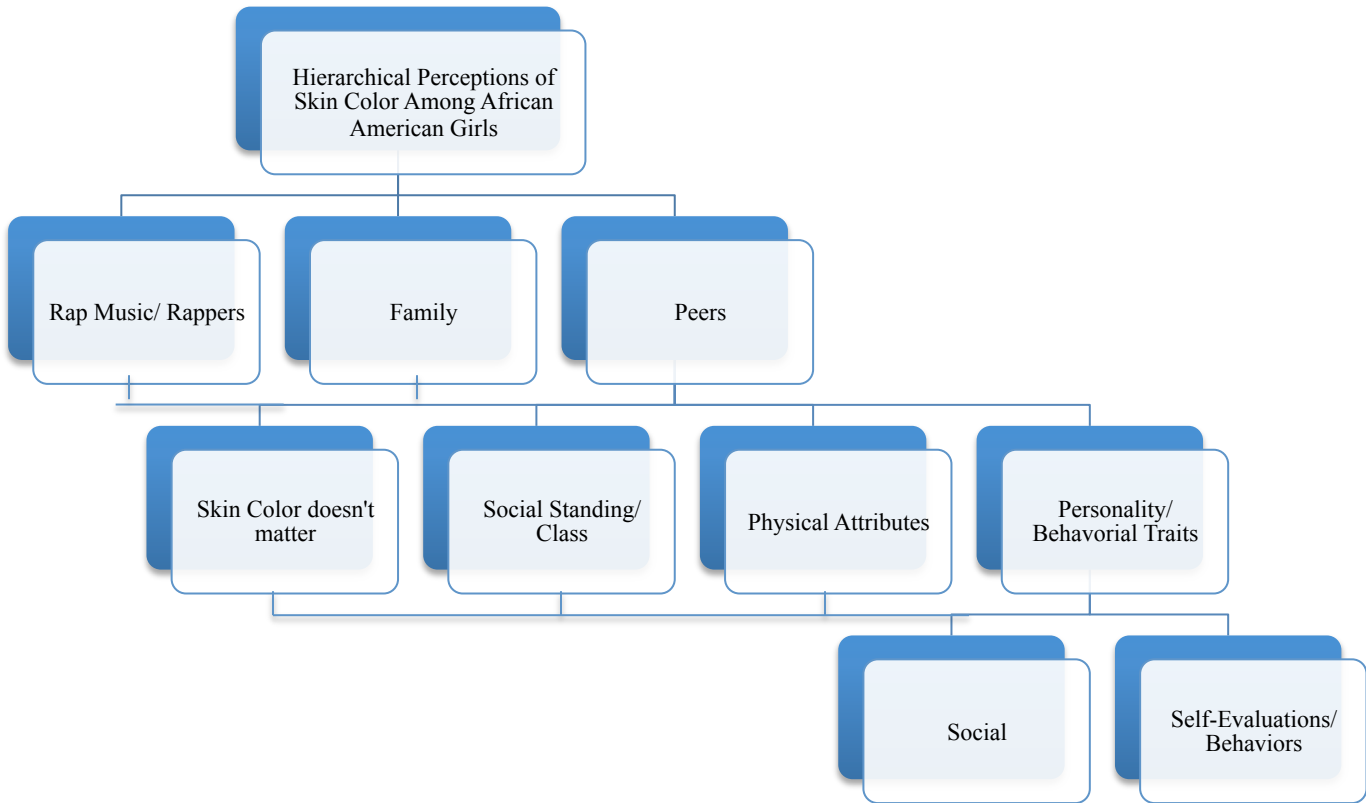 Hierarchical Perceptions of
Skin Color Among African
American Girls
Rap Music/ Rappers
Family
Peers
Skin Color doesn't
matter
Social Standing/
Class
Physical Attributes
Personality/
Behavorial Traits
Social
Self-Evaluations/
Behaviors